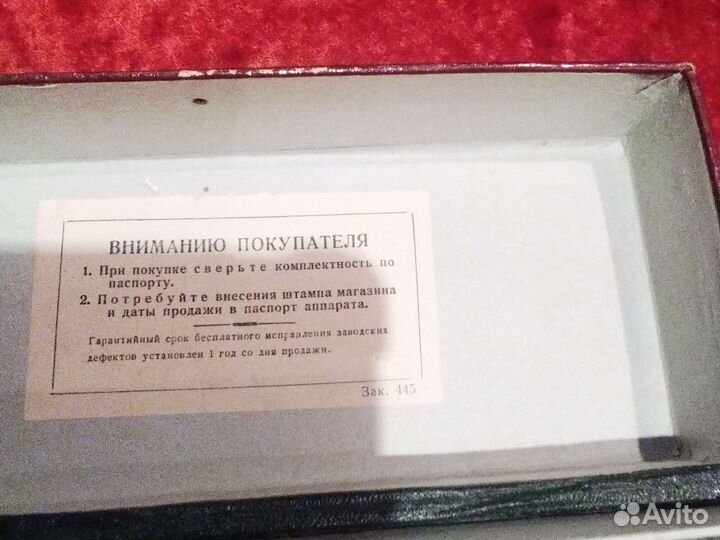 ВНИМАНИЮ ПОКУПАТЕЛЯ
1. При покупке сверьте комплектность по
паспорту.
2. Потребуйте внесения штампа магазина
и даты продажи в паспорт аппарата.
Гарантийный срок бесплатного исправления заводских
дефектов установлен 1 год со дня продажи.
Зак. 445
Avito